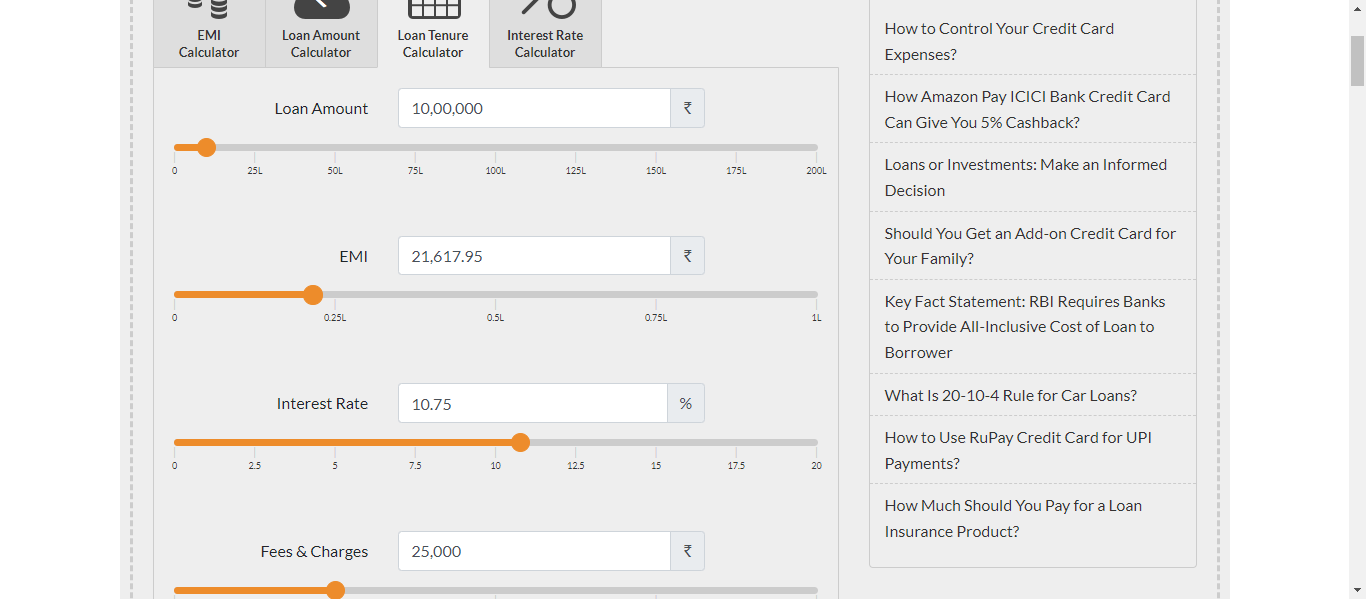 EMI
Calculator
Loan Amount
Calculator
Loan Tenure
Calculator
Interest Rate
Calculator
Loan Amount
10,00,000
₹
0 25L 50L 75L 100L 125L 150L 175L 200L
EMI
21,617.95
₹
0 0.25L 0.5L 0.75L 1L
Interest Rate
10.75
%
0 2.5 5 7.5 10 12.5 15 17.5 20
Fees & Charges
25,000
₹
How to Control Your Credit Card
Expenses?
How Amazon Pay ICICI Bank Credit Card
Can Give You 5% Cashback?
Loans or Investments: Make an Informed
Decision
Should You Get an Add-on Credit Card for
Your Family?
Key Fact Statement: RBI Requires Banks
to Provide All-Inclusive Cost of Loan to
Borrower
What Is 20-10-4 Rule for Car Loans?
How to Use RuPay Credit Card for UPI
Payments?
How Much Should You Pay for a Loan
Insurance Product?